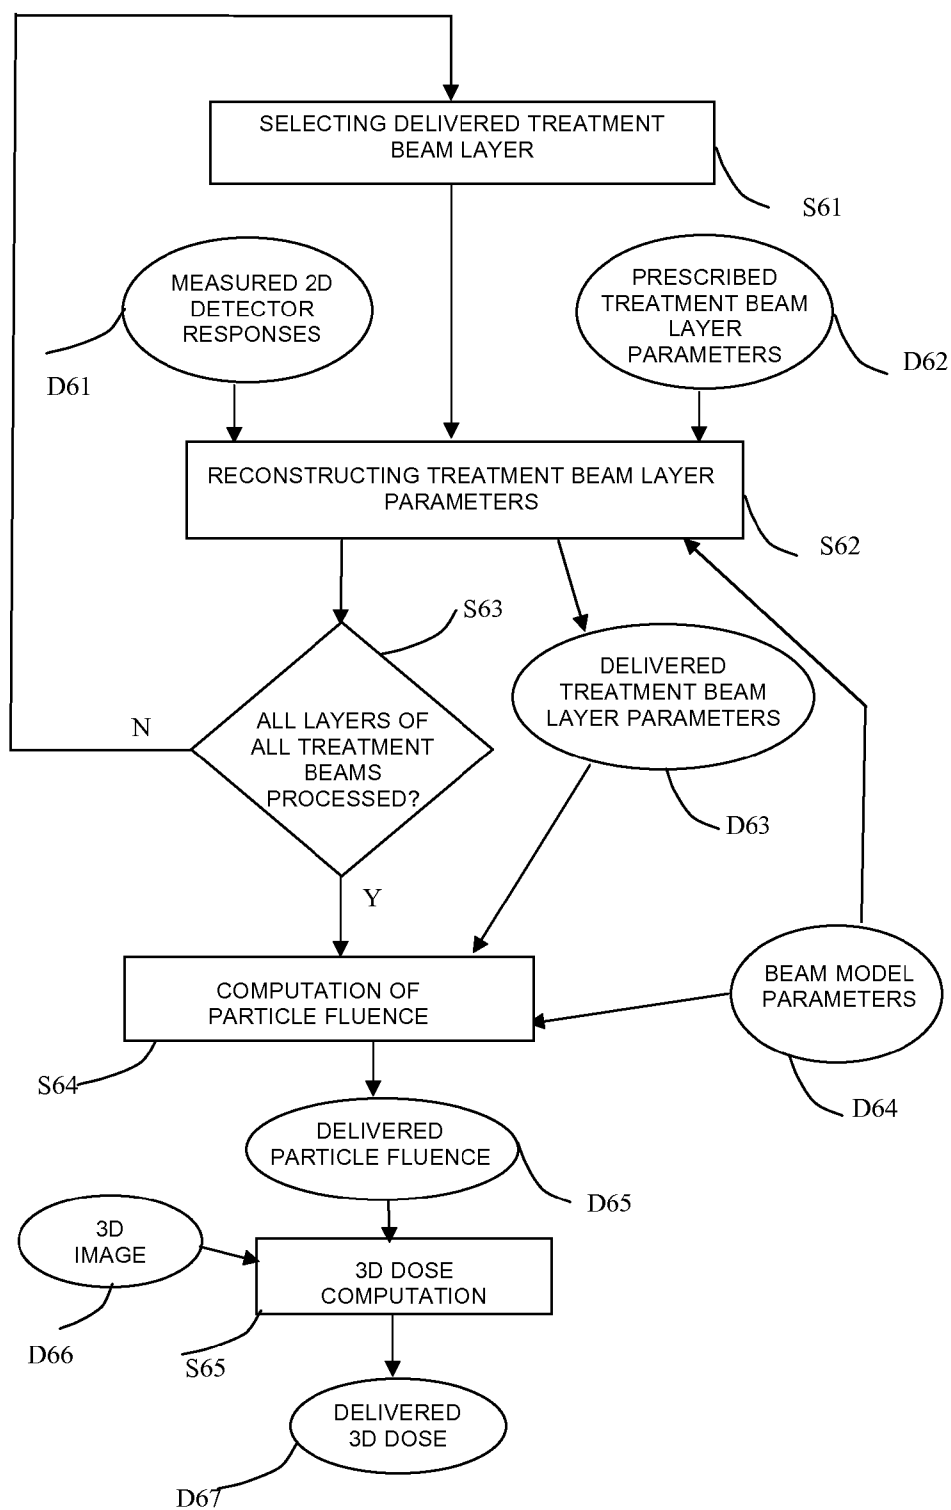 SELECTING DELIVERED TREATMENT
BEAM LAYER
S61
MEASURED 2D
DETECTOR
RESPONSES
D61
PRESCRIBED
TREATMENT BEAM
LAYER
PARAMETERS
D62
RECONSTRUCTING TREATMENT BEAM LAYER
PARAMETERS
S62
S63
ALL LAYERS OF
ALL TREATMENT
BEAMS
PROCESSED?
N
Y
DELIVERED
TREATMENT BEAM
LAYER PARAMETERS
D63
COMPUTATION OF
PARTICLE FLUENCE
S64
BEAM MODEL
PARAMETERS
D64
DELIVERED
PARTICLE FLUENCE
D65
3D
IMAGE
D66
3D DOSE
COMPUTATION
S65
DELIVERED
3D DOSE
D67